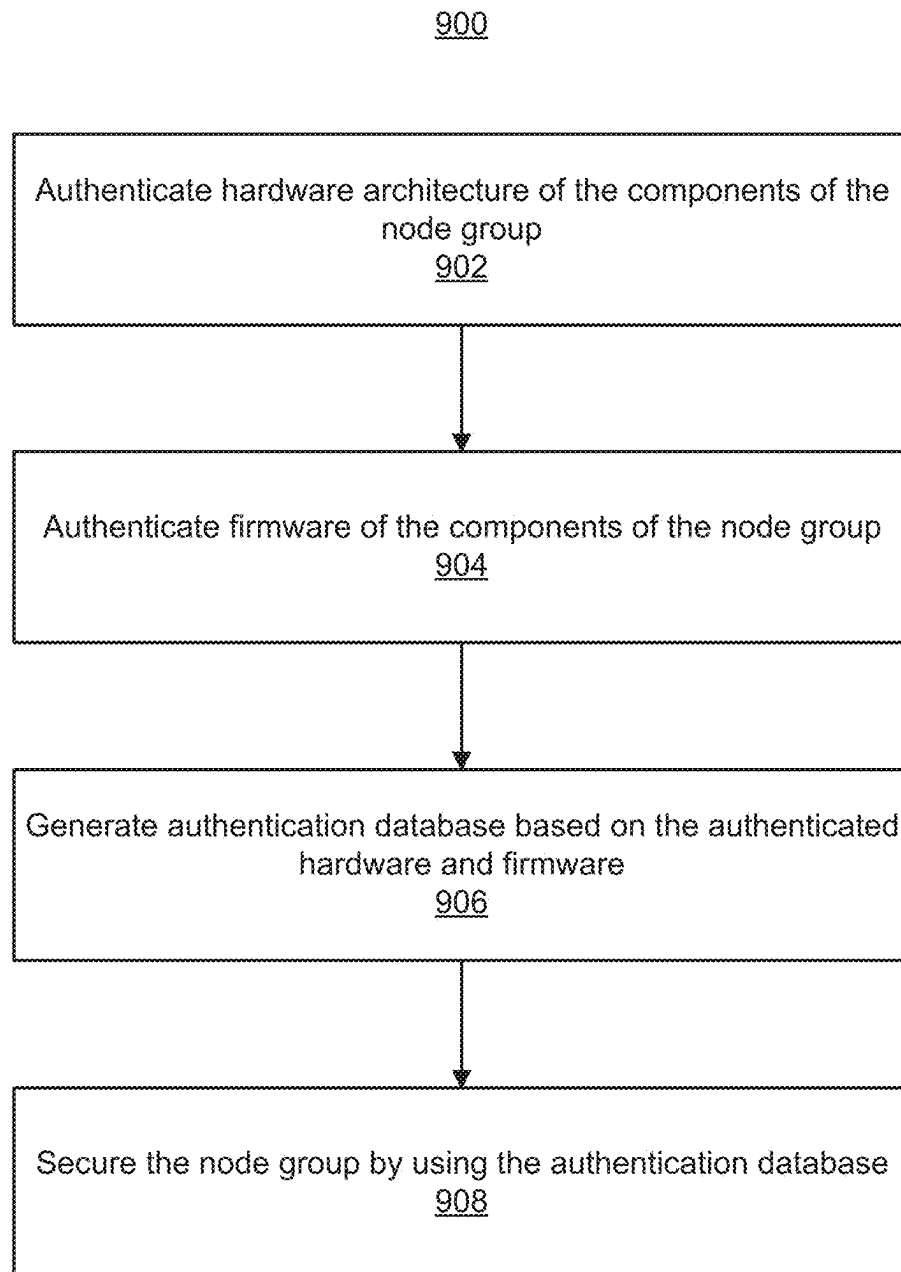 900
Authenticate hardware architecture of the components of the
node group
902
Authenticate firmware of the components of the node group
904
Generate authentication database based on the authenticated
hardware and firmware
906
Secure the node group by using the authentication database
908